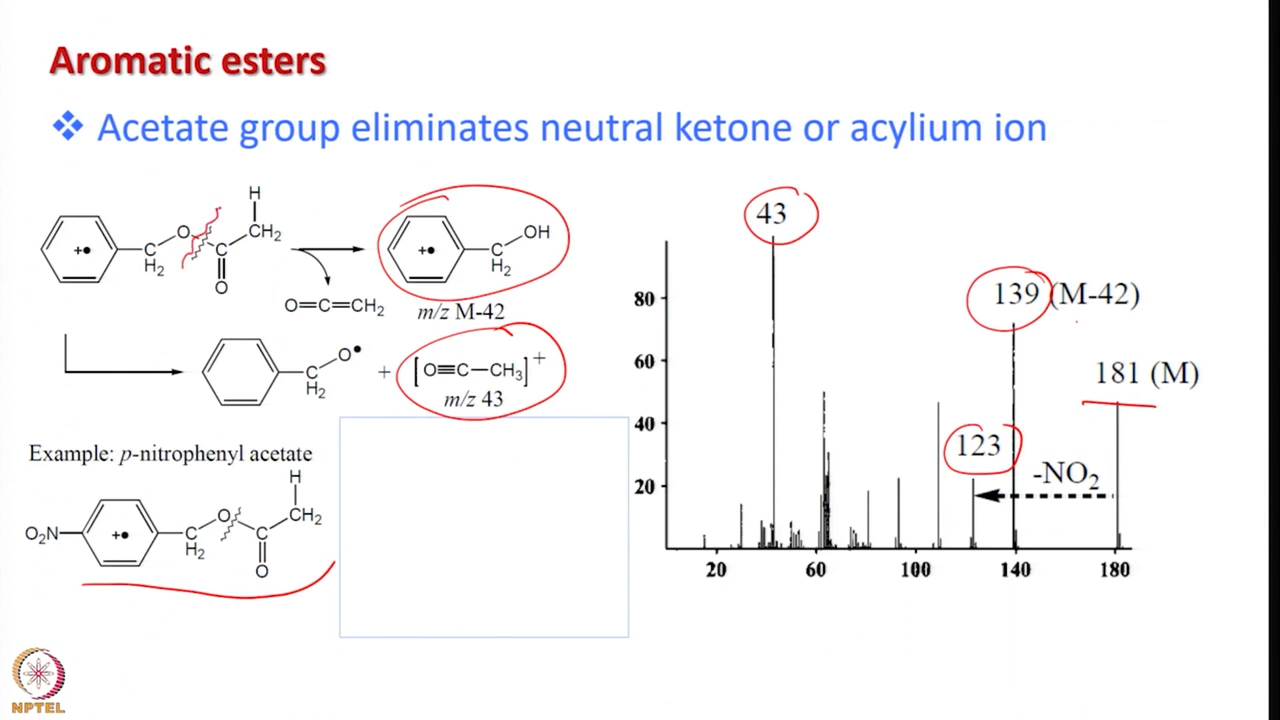 Aromatic esters
❖ Acetate group eliminates neutral ketone or acylium ion
H
+•
C
H2
O
C
CH2
O
O=C=CH2
+•
C
H2
OH
m/z M-42
C
H2
O•
+
[O≡C—CH3]+
m/z 43
Example: p-nitrophenyl acetate
H
O2N
+•
C
H2
O
C
CH2
O
43
139 (M-42)
181 (M)
123
-NO2
80
60
40
20
20
60
100
140
180
NPTEL